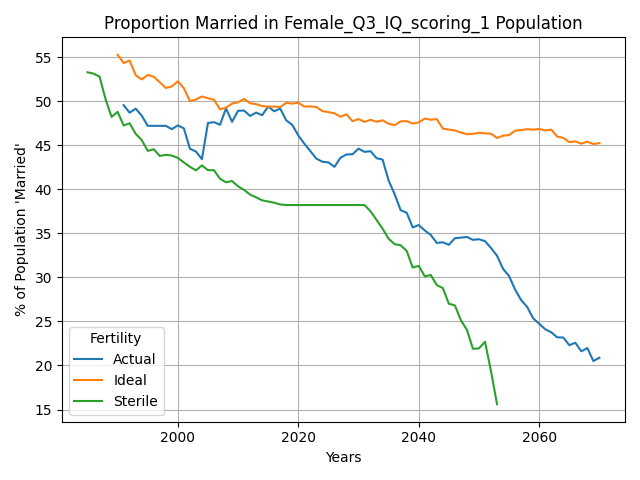 Proportion Married in Female_Q3_IQ_scoring_1 Population
% of Population 'Married'
55
50
45
40
35
30
25
20
15
Fertility
Actual
Ideal
Sterile
2000
2020
2040
2060
Years